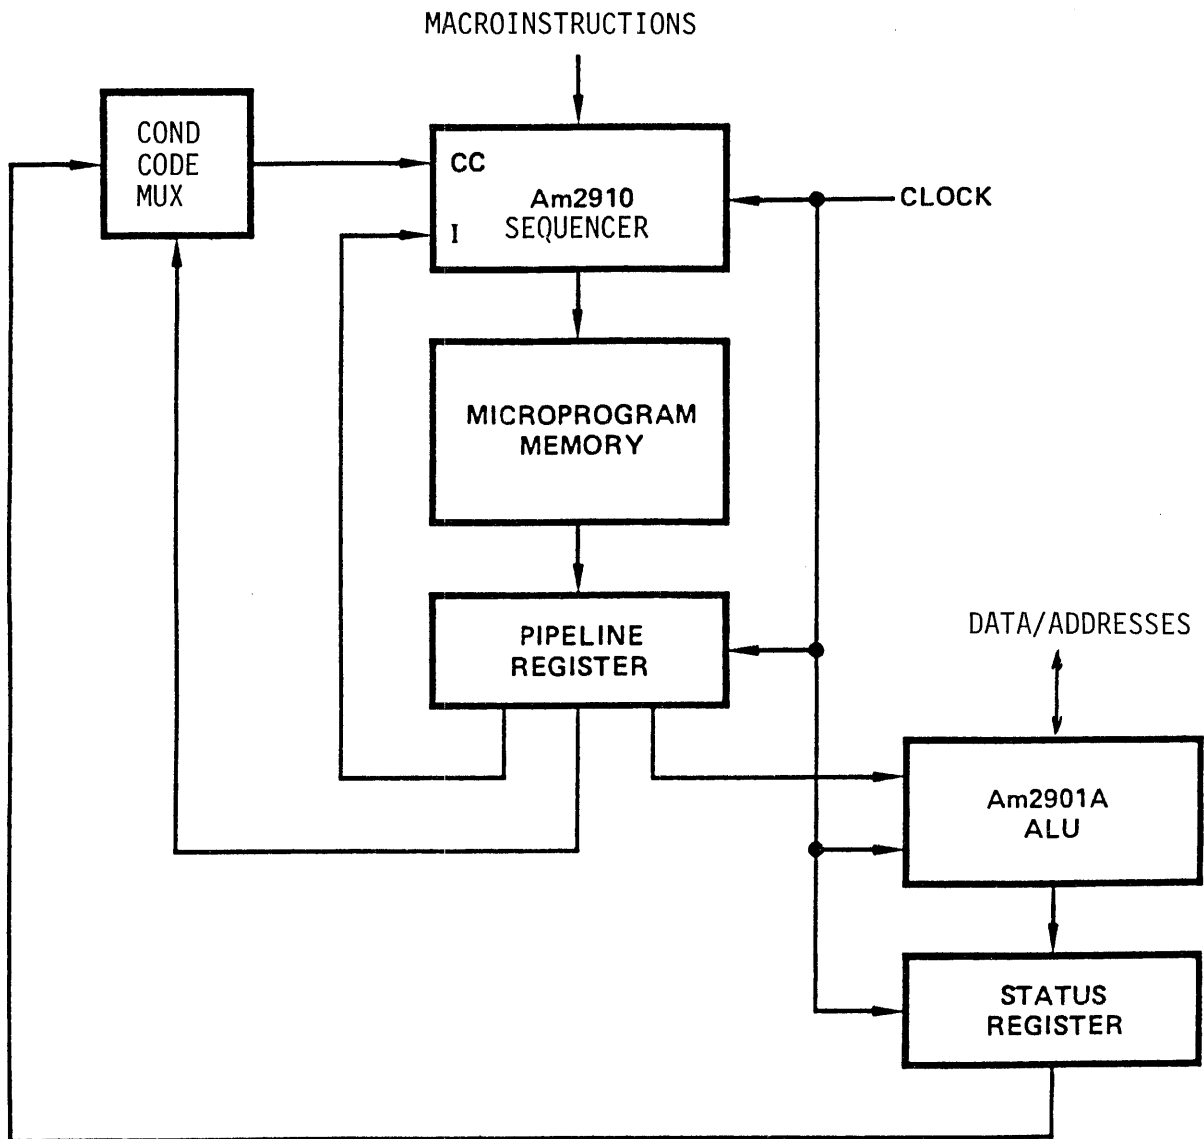 MACROINSTRUCTIONS
COND
CODE
MUX
CC
Am2910
SEQUENCER
I
CLOCK
MICROPROGRAM
MEMORY
PIPELINE
REGISTER
DATA/ADDRESSES
Am2901A
ALU
STATUS
REGISTER